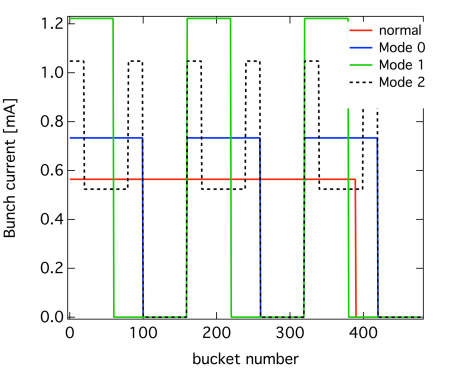 1.2
1.0
0.8
0.6
0.4
0.2
0.0
Bunch current [mA]
0
100
200
300
400
bucket number
normal
Mode 0
Mode 1
Mode 2